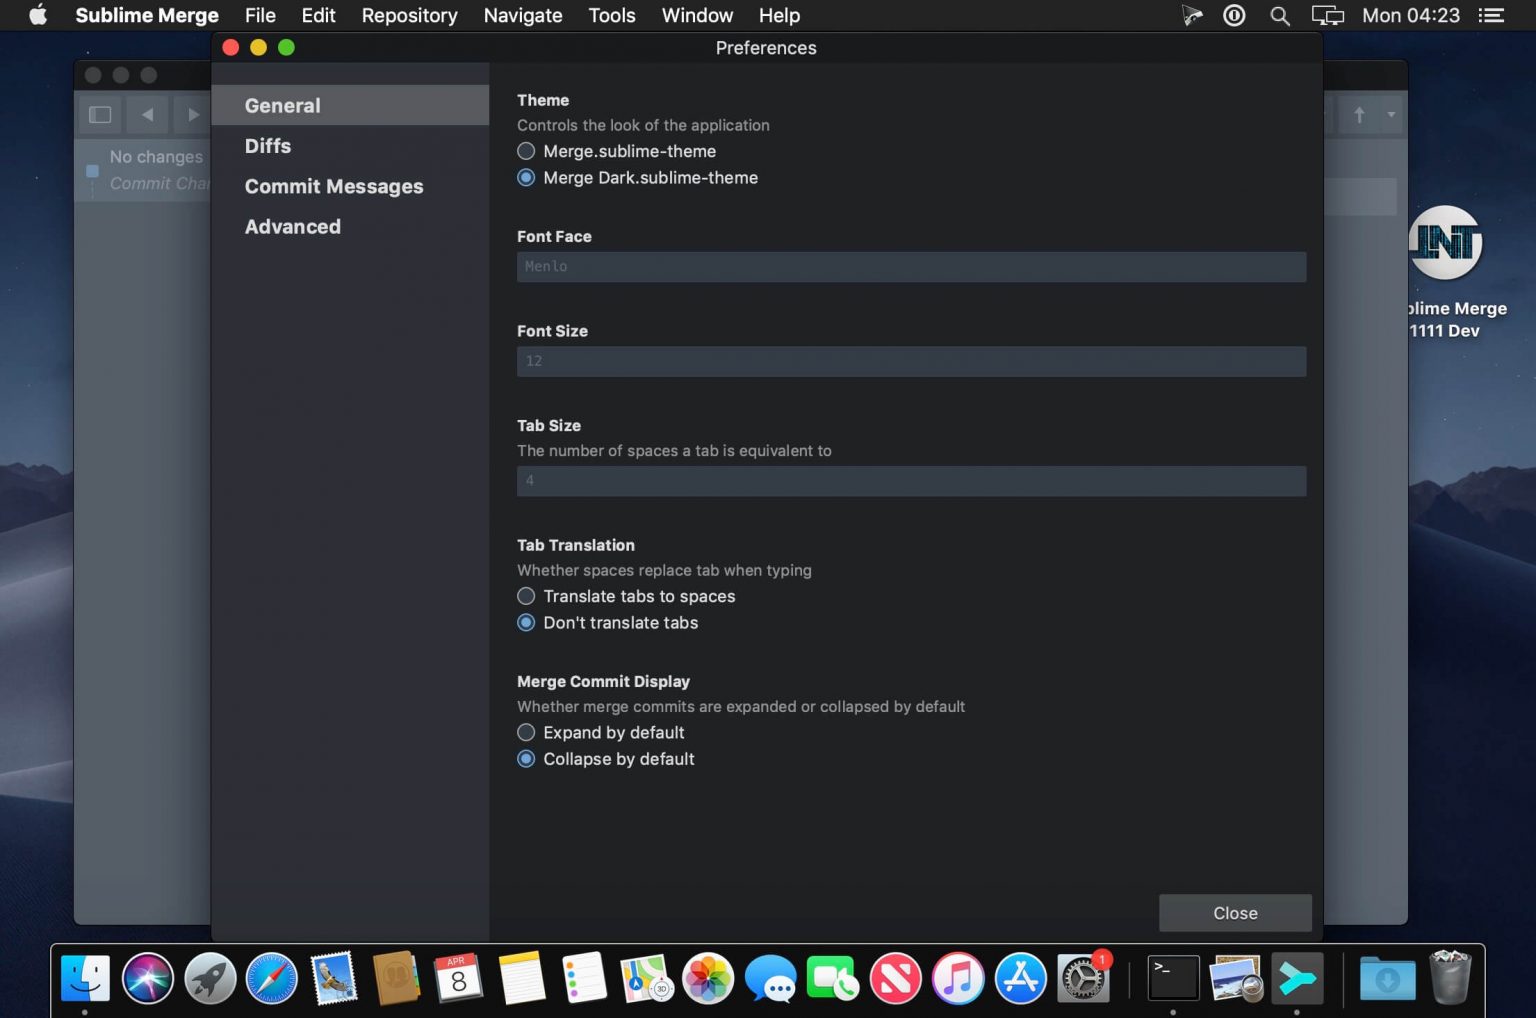 Sublime Merge File Edit Repository Navigate Tools Window Help Mon 04:23
Preferences
No changes
Commit Chan
General
Diffs
Commit Messages
Advanced
Theme
Controls the look of the application
Merge.sublime-theme
Merge Dark.sublime-theme
Font Face
Menlo
Font Size
12
Tab Size
The number of spaces a tab is equivalent to
4
Tab Translation
Whether spaces replace tab when typing
Translate tabs to spaces
Don't translate tabs
Merge Commit Display
Whether merge commits are expanded or collapsed by default
Expand by default
Collapse by default
Close
JNT
blime Merge
1111 Dev
APR
8
3D
1
>_